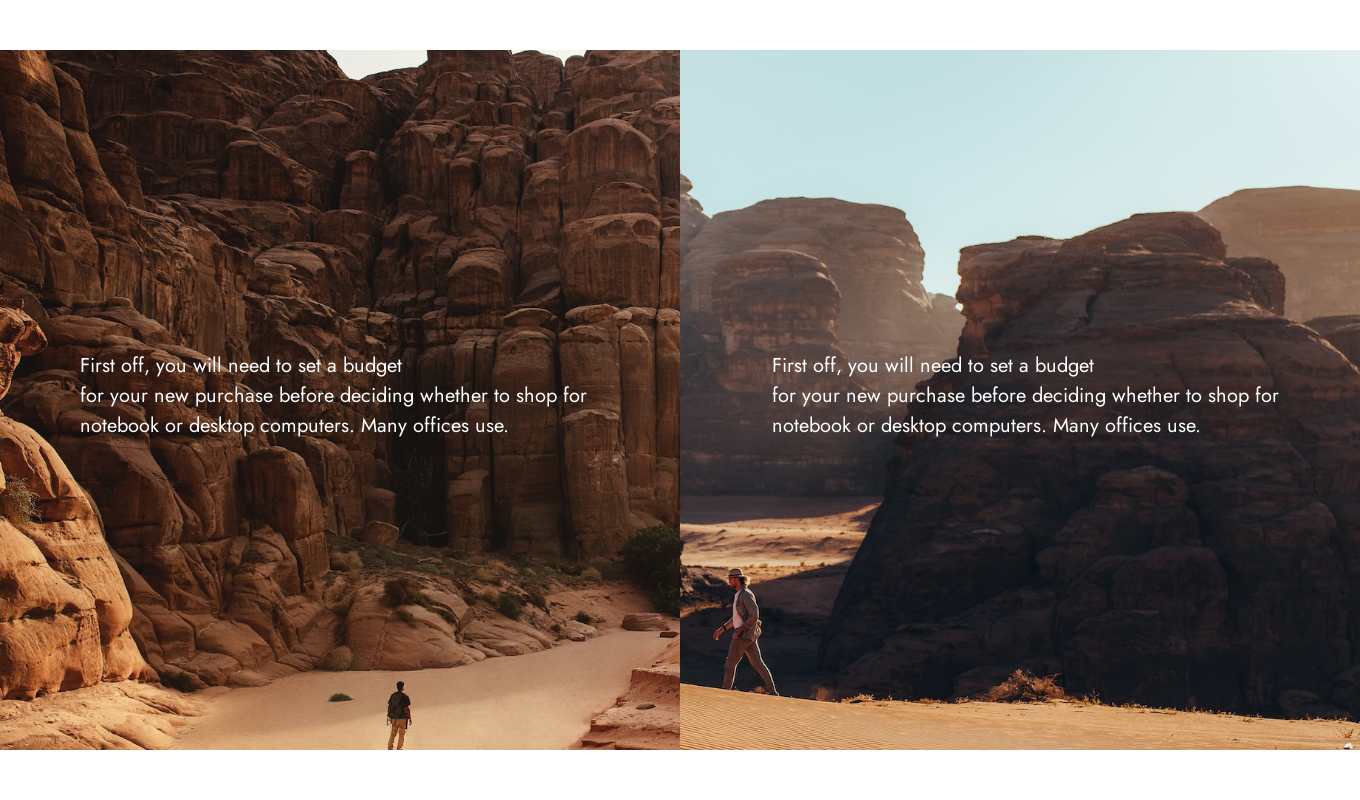 First off, you will need to set a budget
for your new purchase before deciding whether to shop for
notebook or desktop computers. Many offices use.
First off, you will need to set a budget
for your new purchase before deciding whether to shop for
notebook or desktop computers. Many offices use.